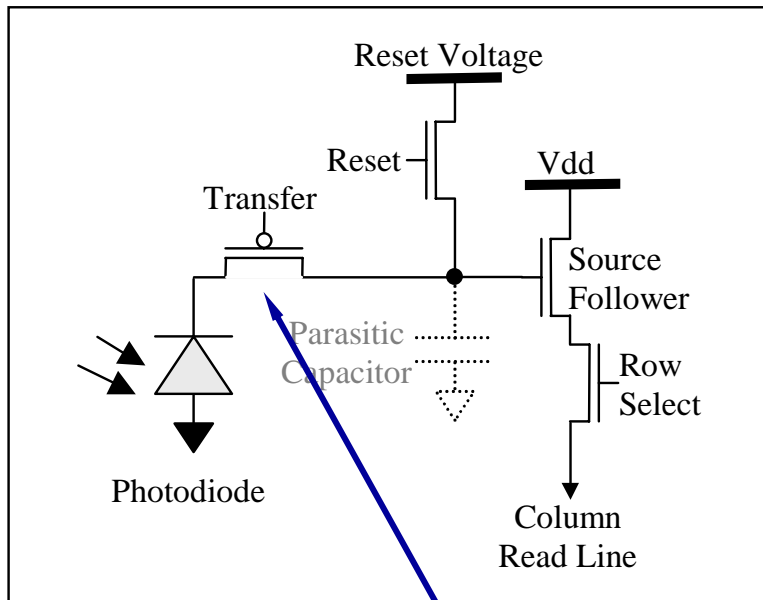 Reset Voltage
Reset
Vdd
Transfer
Source
Follower
Parasitic
Capacitor
Row
Select
Photodiode
Column
Read Line